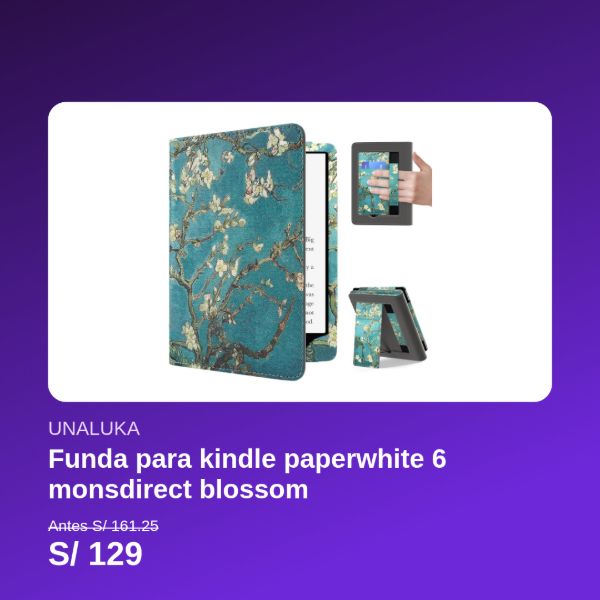 UNALUKA
Funda para kindle paperwhite 6
monsdirect blossom
Antes S/ 161.25
S/ 129